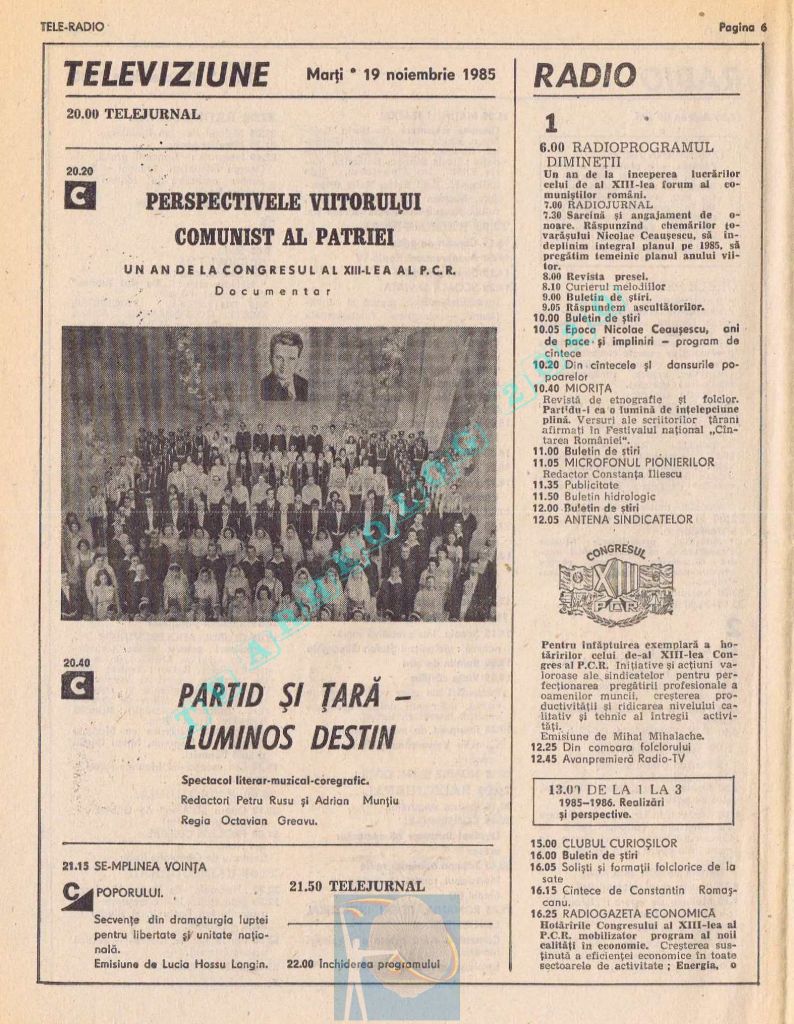 TELE-RADIO
Pagina 6
TELEVIZIUNE
Marți • 19 noiembrie 1985
20.00 TELEJURNAL
20.20
C
PERSPECTIVELE VIITORULUI
COMUNIST AL PATRIEI
UN AN DE LA CONGRESUL AL XIII-LEA AL P.C.R.
Documentar
20.40
C
PARTID ȘI ȚARĂ –
LUMINOS DESTIN
Spectacol literar-muzical-coregrafic.
Redactori Petru Rusu și Adrian Munțiu
Regia Octavian Greavu.
21.15 SE-MPLINEA VOINȚA
C POPORULUI.
Secvențe din dramaturgia luptei
pentru libertate și unitate națio-
nală.
Emisiune de Lucia Hossu Longin.
21.50 TELEJURNAL
22.00 Închiderea programului
RADIO
1
6.00 RADIOPROGRAMUL
DIMINEȚII
Un an de la începerea lucrărilor
celui de al XIII-lea forum al co-
muniștilor români.
7.00 RADIOJURNAL
7.30 Sarcină și angajament de o-
noare. Răspunzind chemărilor to-
varășului Nicolae Ceaușescu, să în-
deplinim integral planul pe 1985, să
pregătim temeinic planul anului vii-
tor.
8.00 Revista presei.
8.10 Curierul melodiilor
9.00 Buletin de știri.
9.05 Răspundem ascultătorilor.
10.00 Buletin de știri
10.05 Epoca Nicolae Ceaușescu, ani
de pace și impliniri – program de
cîntece
10.20 Din cîntecele și dansurile po-
poarelor
10.40 MIORIȚA
Revistă de etnografie și folclor.
Partidu-i ca o lumină de înțelepciune
plină. Versuri ale scriitorilor țărani
afirmați în Festivalul național „Cîn-
tarea României".
11.00 Buletin de știri
11.05 MICROFONUL PIONIERILOR
Redactor Constanța Iliescu
11.35 Publicitate
11.50 Buletin hidrologic
12.00 Buletin de știri
12.05 ANTENA SINDICATELOR
CONGRESUL
XIII
PCR
Pentru înfăptuirea exemplară a ho-
tărîrilor celui de-al XIII-lea Con-
gres al P.C.R. Inițiative și acțiuni va-
loroase ale sindicatelor pentru per-
fecționarea pregătirii profesionale a
oamenilor muncii, creșterea pro-
ductivității și ridicarea nivelului ca-
litativ și tehnic al întregii activi-
tăți.
Emisiune de Mihai Mihalache.
12.25 Din comoara folclorului
12.45 Avanpremieră Radio-TV
13.00 DE LA 1 LA 3
1985–1986. Realizări
și perspective.
15.00 CLUBUL CURIOȘILOR
16.00 Buletin de știri
16.05 Soliști și formații folclorice de la
sate
16.15 Cîntece de Constantin Romaș-
canu.
16.25 RADIOGAZETA ECONOMICĂ
Hotărîrile Congresului al XIII-lea al
P.C.R. mobilizator program al noii
calități în economie. Creșterea sus-
ținută a eficienței economice în toate
sectoarele de activitate ; Energia, o